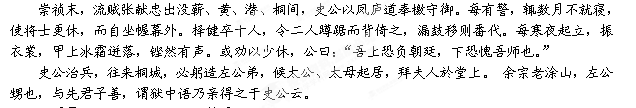 崇祯末，流贼张献忠出没蕲、黄、潜、桐间，史公以凤庐道奉檄守御。每有警，辄数月不就寝，
使将士更休，而自坐幄幕外。择健卒十人，令二人蹲踞而背倚之，漏鼓移则番代。每寒夜起立，振
衣裳，甲上冰霜迸落，铿然有声。或劝以少休，公曰：“吾上恐负朝廷，下恐愧吾师也。”
史公治兵，往来桐城，必躬造左公第，候太公、太母起居，拜夫人於堂上。 余宗老涂山，左公
甥也，与先君子善，谓狱中语乃亲得之于史公云。